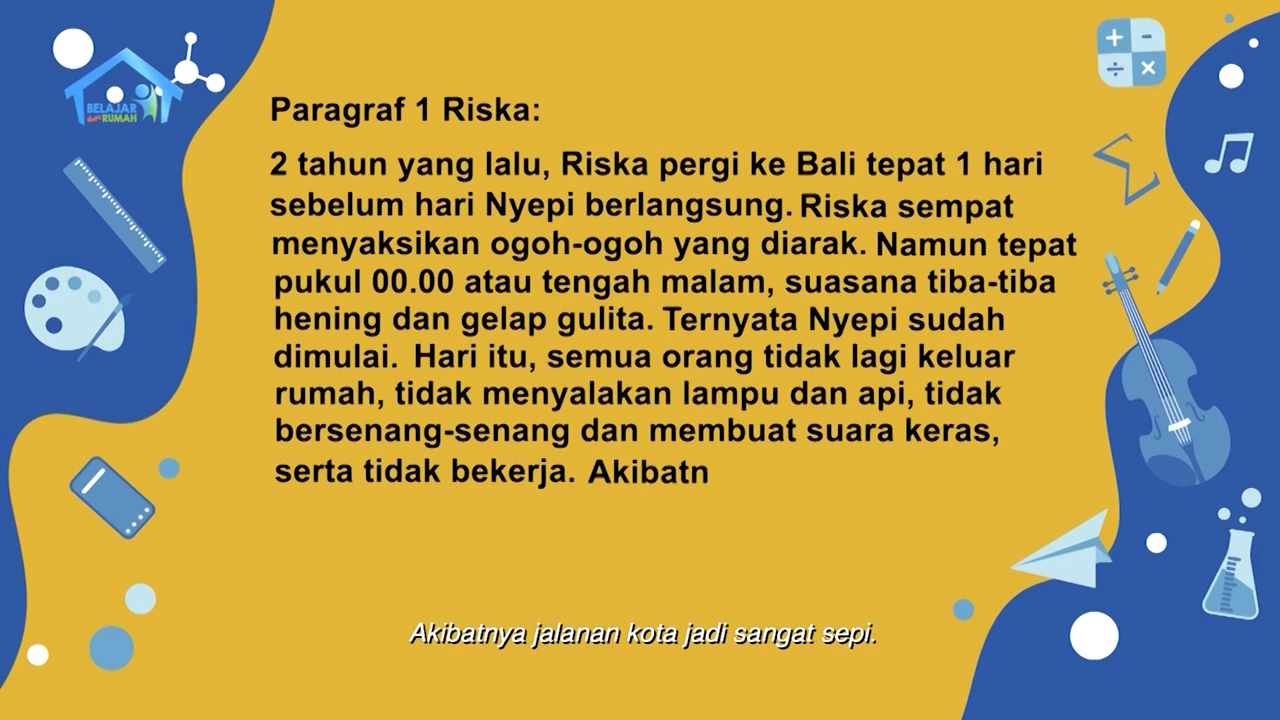 BELAJAR
dari RUMAH
Paragraf 1 Riska:
2 tahun yang lalu, Riska pergi ke Bali tepat 1 hari
sebelum hari Nyepi berlangsung. Riska sempat
menyaksikan ogoh-ogoh yang diarak. Namun tepat
pukul 00.00 atau tengah malam, suasana tiba-tiba
hening dan gelap gulita. Ternyata Nyepi sudah
dimulai. Hari itu, semua orang tidak lagi keluar
rumah, tidak menyalakan lampu dan api, tidak
bersenang-senang dan membuat suara keras,
serta tidak bekerja. Akibatn
Akibatnya jalanan kota jadi sangat sepi.